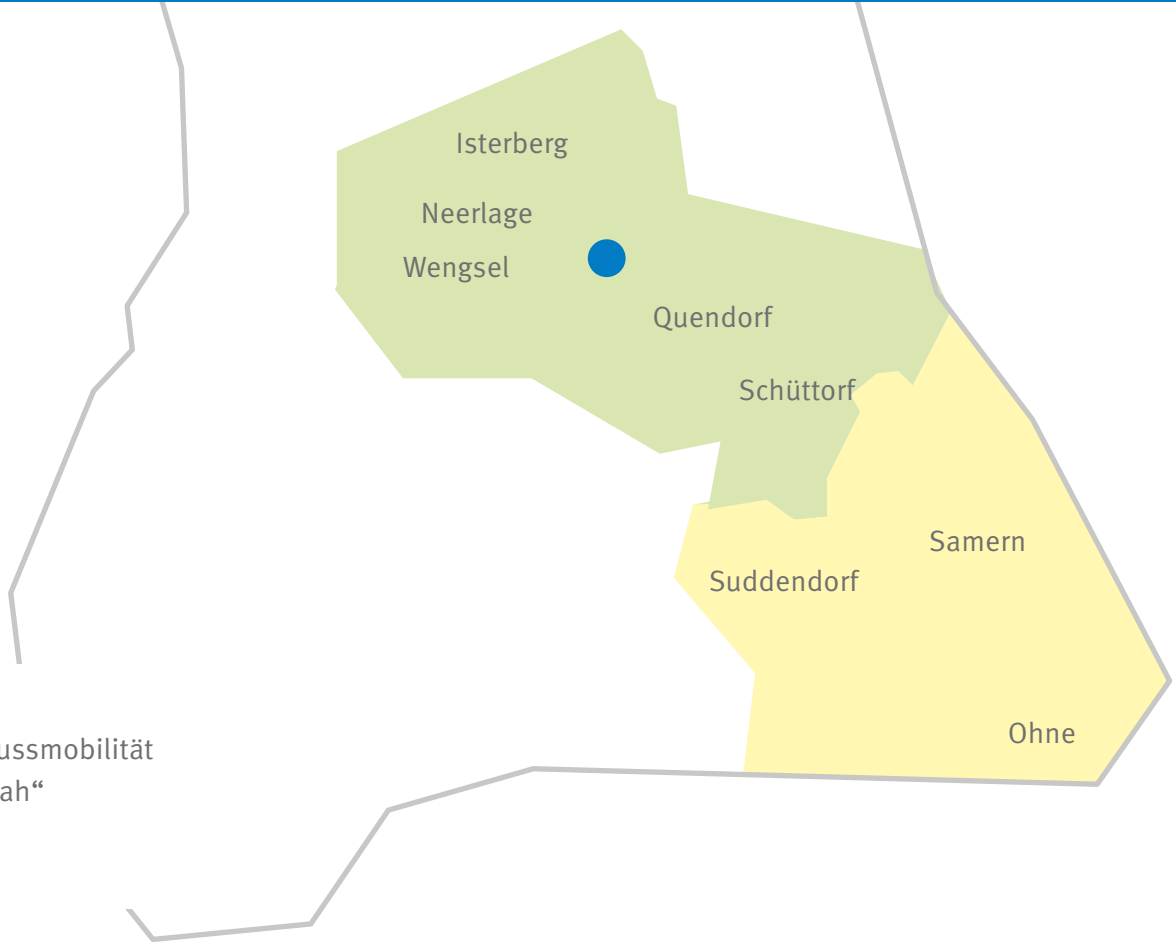 Isterberg
Neerlage
Wengsel
Quendorf
Schüttorf
Samern
Suddendorf
Ohne
ussmobilität
ah“